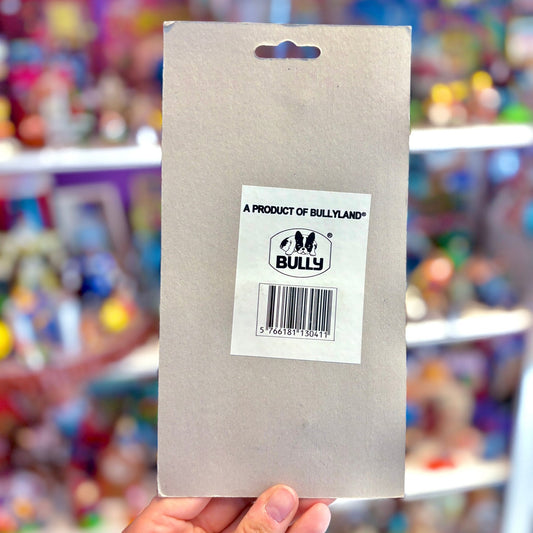 A PRODUCT OF BULLYLAND®
®
BULLY
5 766181 130411